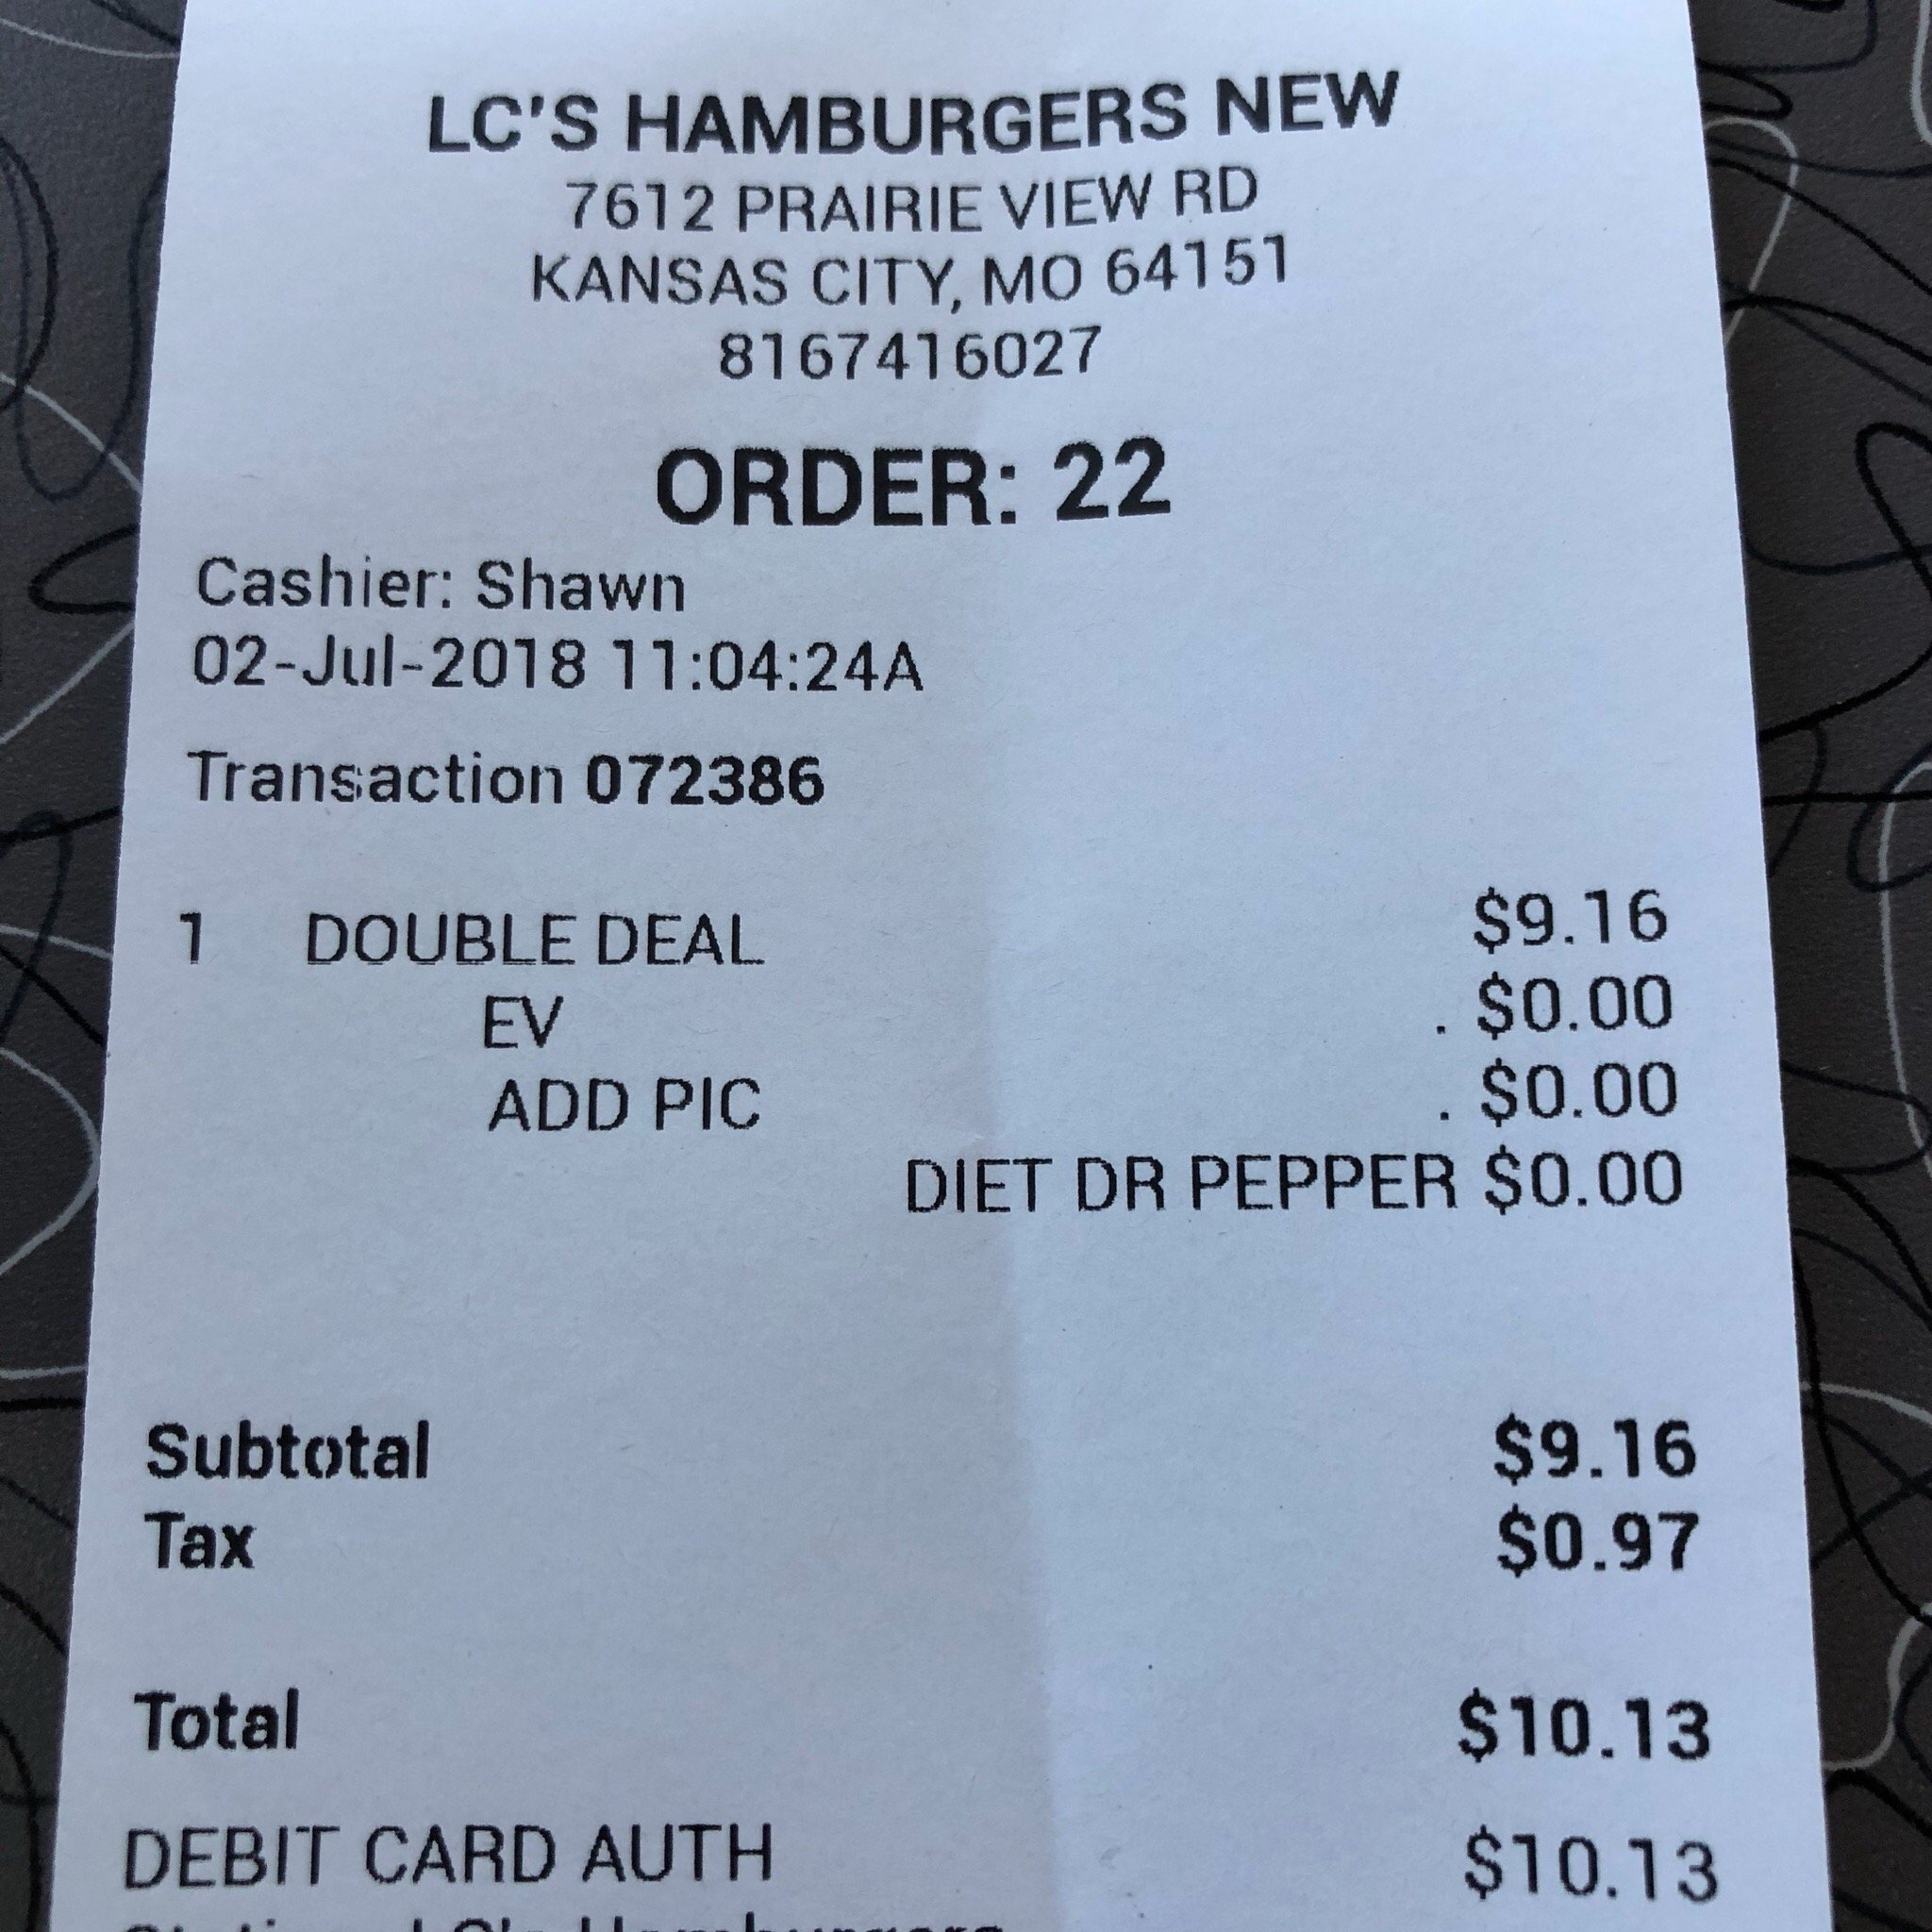 LC'S HAMBURGERS NEW
7612 PRAIRIE VIEW RD
KANSAS CITY, MO 64151
8167416027
ORDER: 22
Cashier: Shawn
02-Jul-2018 11:04:24A
Transaction 072386
1 DOUBLE DEAL $9.16
EV . $0.00
ADD PIC . $0.00
DIET DR PEPPER $0.00
Subtotal $9.16
Tax $0.97
Total $10.13
DEBIT CARD AUTH $10.13